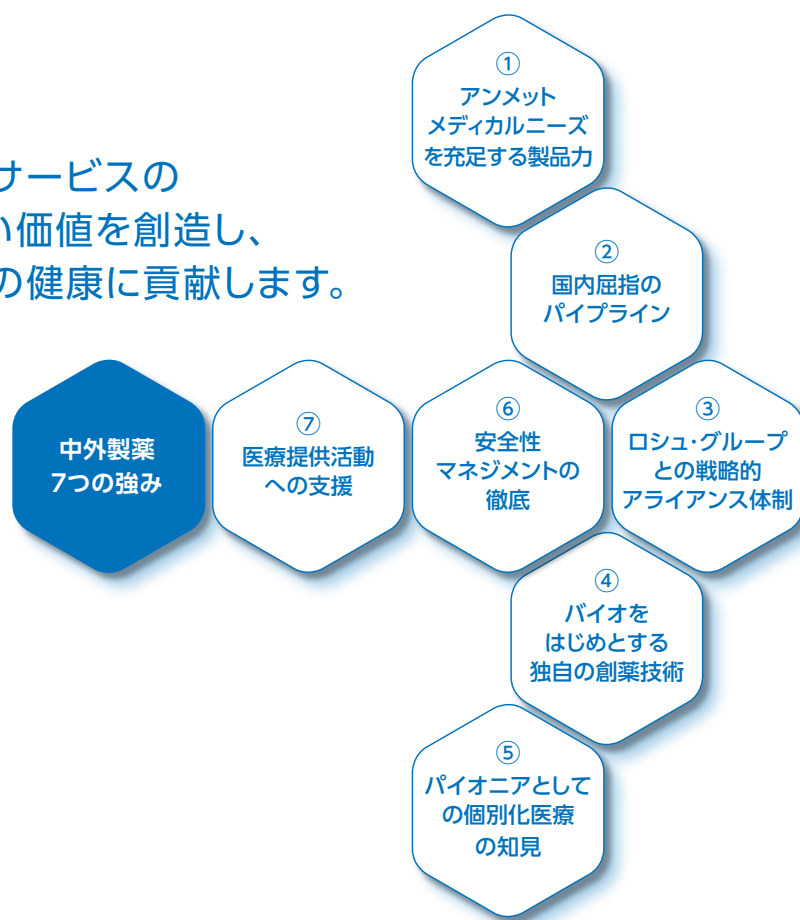 サービスの
い価値を創造し、
の健康に貢献します。
中外製薬
7つの強み
①
アンメット
メディカルニーズ
を充足する製品力
②
国内屈指の
パイプライン
③
ロシュ・グループ
との戦略的
アライアンス体制
④
バイオを
はじめとする
独自の創薬技術
⑤
パイオニアとして
の個別化医療
の知見
⑥
安全性
マネジメントの
徹底
⑦
医療提供活動
への支援